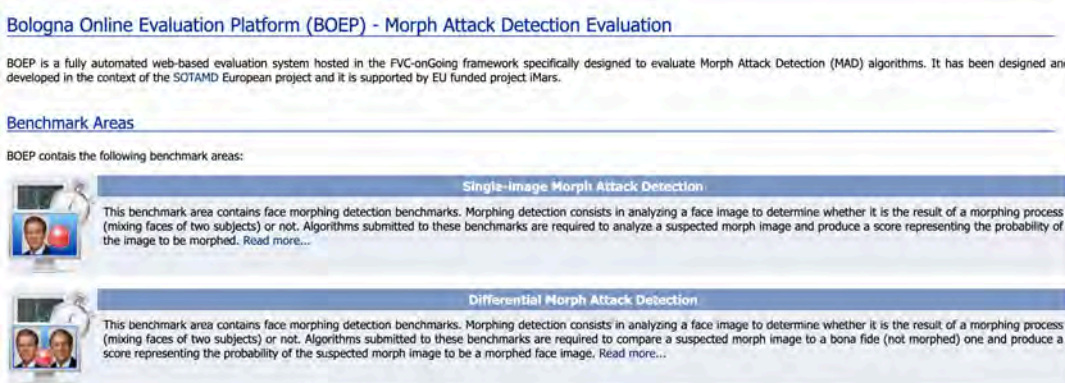 Bologna Online Evaluation Platform (BOEP) - Morph Attack Detection Evaluation
BOEP is a fully automated web-based evaluation system hosted in the FVC-onGoing framework specifically designed to evaluate Morph Attack Detection (MAD) algorithms. It has been designed and
developed in the context of the SOTAMD European project and it is supported by EU funded project iMars.
Benchmark Areas
BOEP contais the following benchmark areas:
Single-image Morph Attack Detection
This benchmark area contains face morphing detection benchmarks. Morphing detection consists in analyzing a face image to determine whether it is the result of a morphing process
(mixing faces of two subjects) or not. Algorithms submitted to these benchmarks are required to analyze a suspected morph image and produce a score representing the probability of
the image to be morphed. Read more...
Differential Morph Attack Detection
This benchmark area contains face morphing detection benchmarks. Morphing detection consists in analyzing a face image to determine whether it is the result of a morphing process
(mixing faces of two subjects) or not. Algorithms submitted to these benchmarks are required to compare a suspected morph image to a bona fide (not morphed) one and produce a
score representing the probability of the suspected morph image to be a morphed face image. Read more...